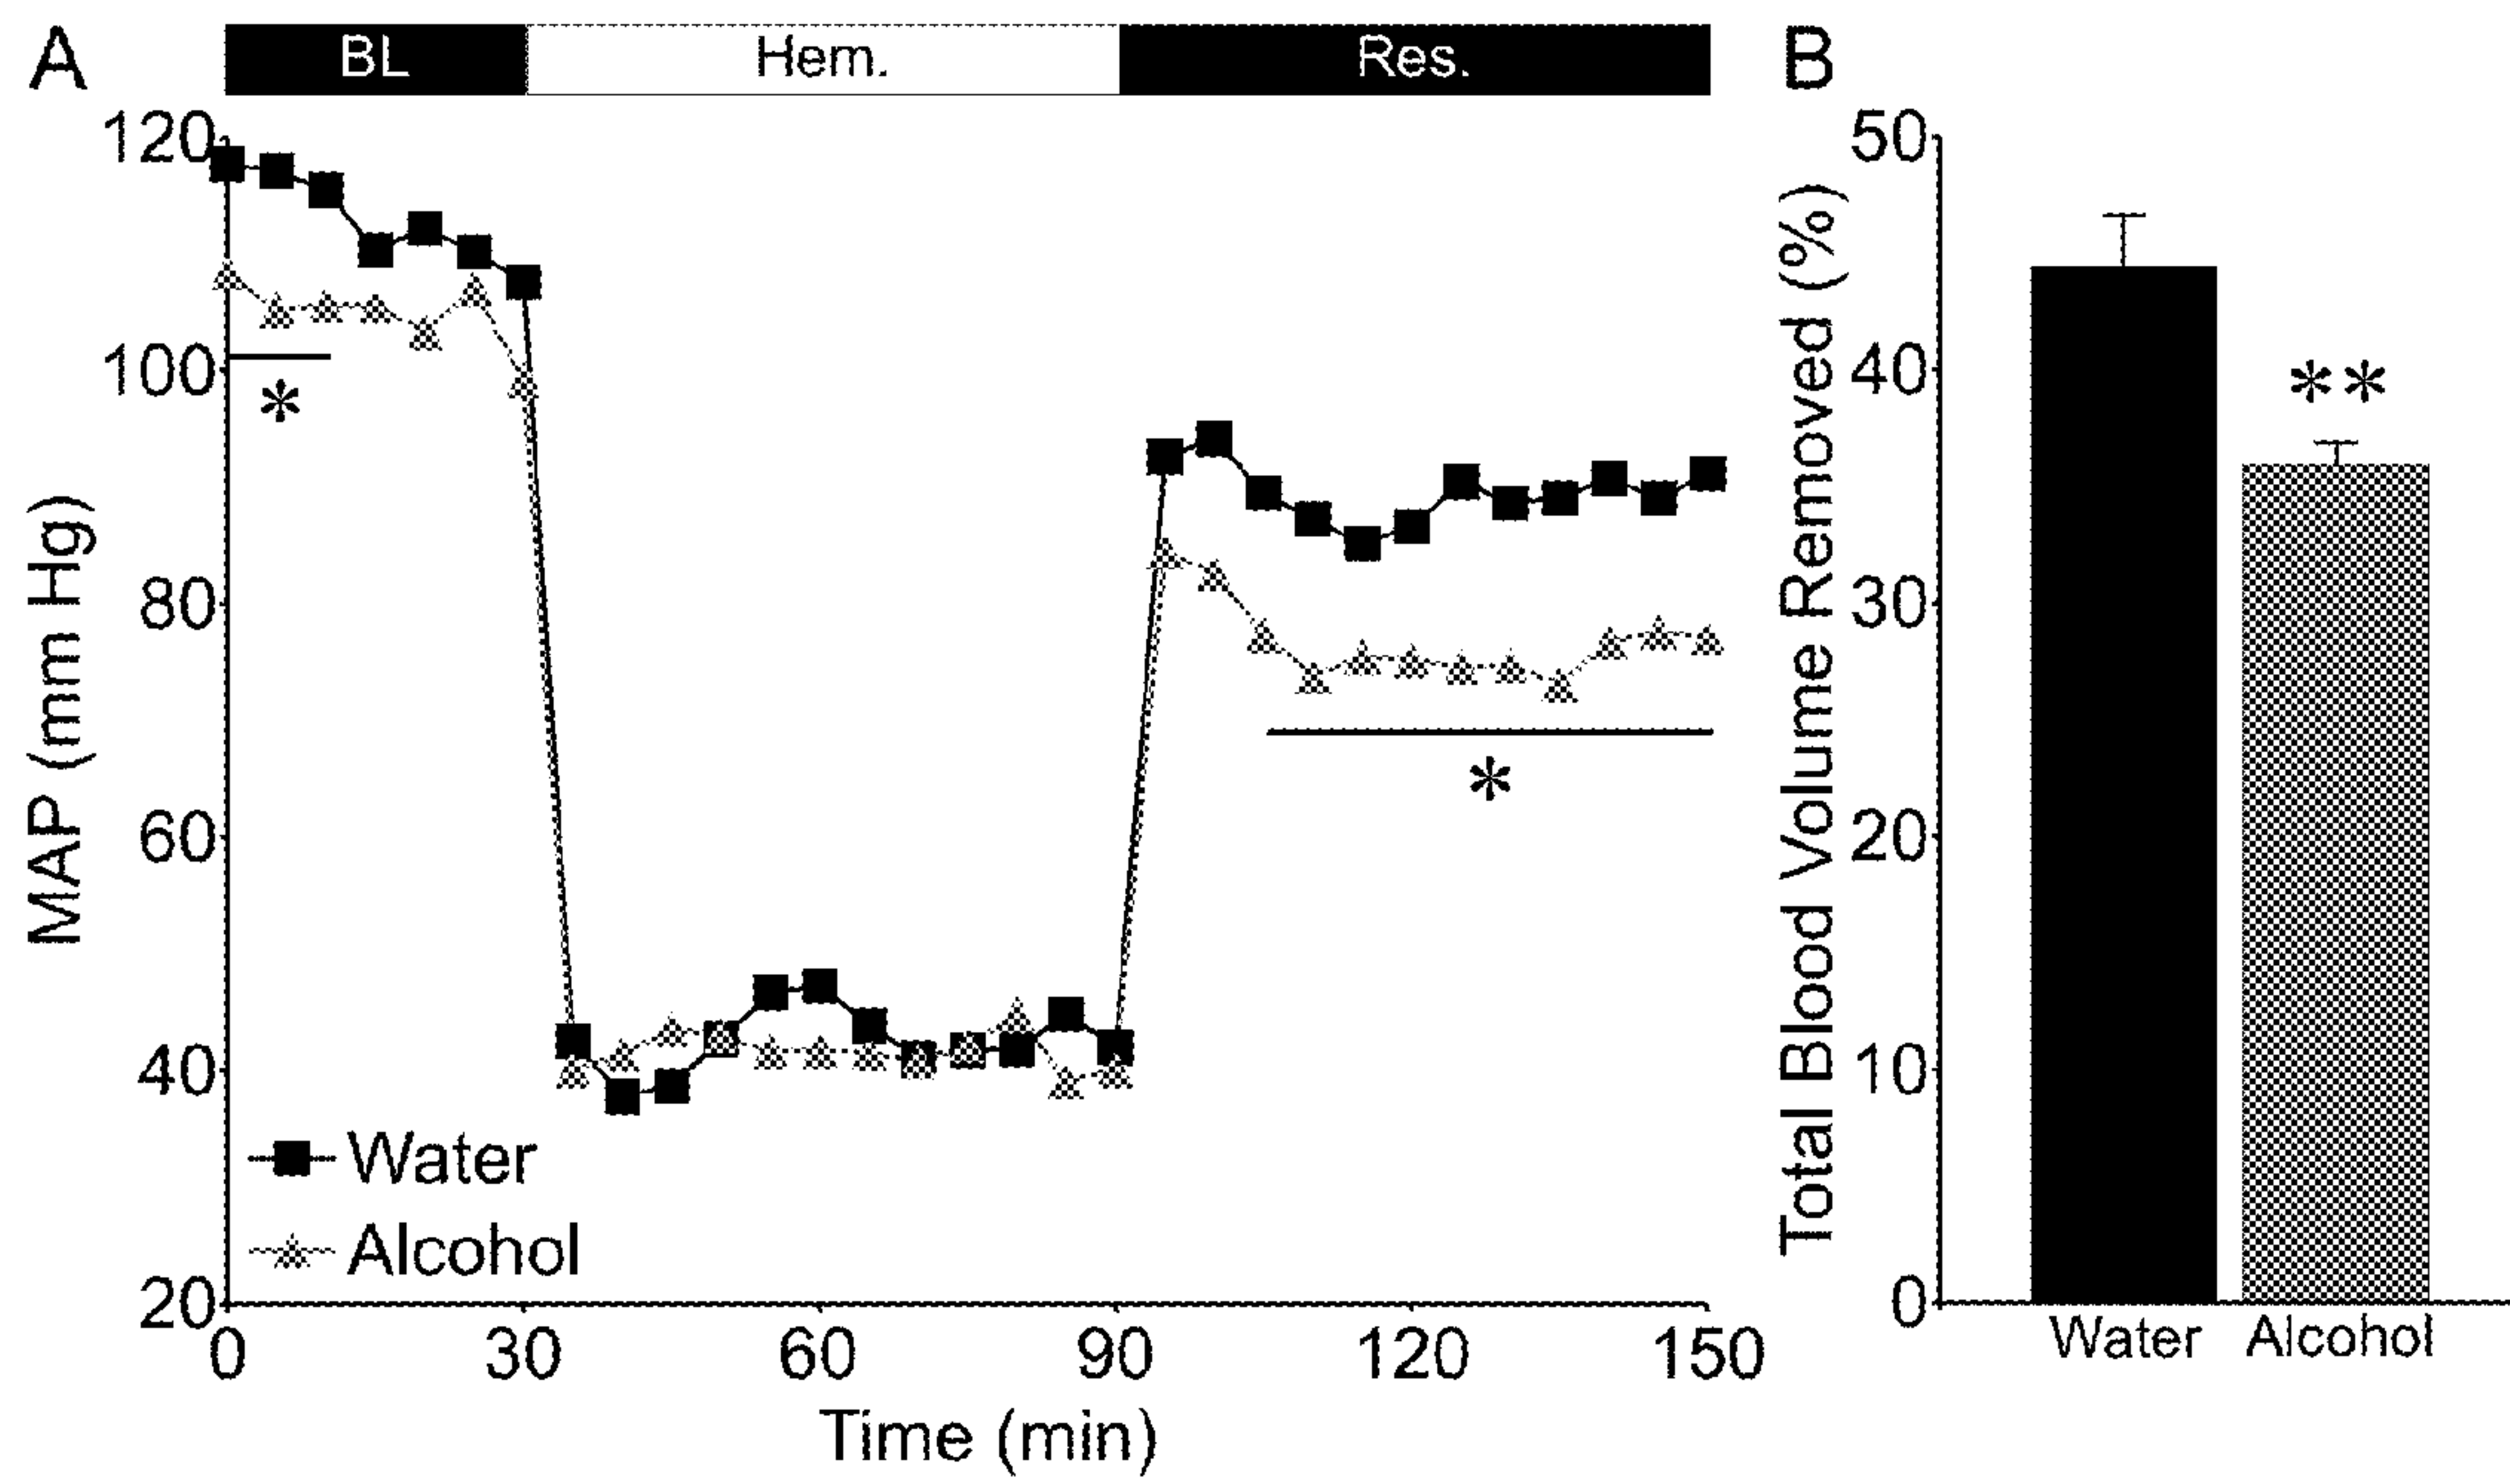 A
BL
Hem.
Res.
120
100
80
60
40
20
MAP (mm Hg)
*
*
Water
Alcohol
0
30
60
90
120
150
Time (min)
B
50
40
30
20
10
0
Total Blood Volume Removed (%)
**
Water
Alcohol